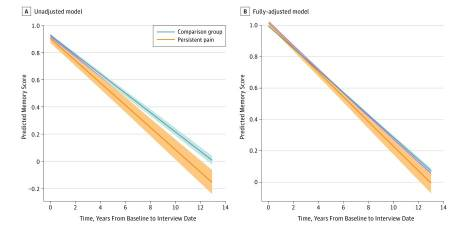 A Unadjusted model
Comparison group
Persistent pain
Predicted Memory Score
1.0
0.8
0.6
0.4
0.2
0
−0.2
0 2 4 6 8 10 12 14
Time, Years From Baseline to Interview Date
B Fully-adjusted model
Predicted Memory Score
1.0
0.8
0.6
0.4
0.2
0
0 2 4 6 8 10 12 14
Time, Years From Baseline to Interview Date